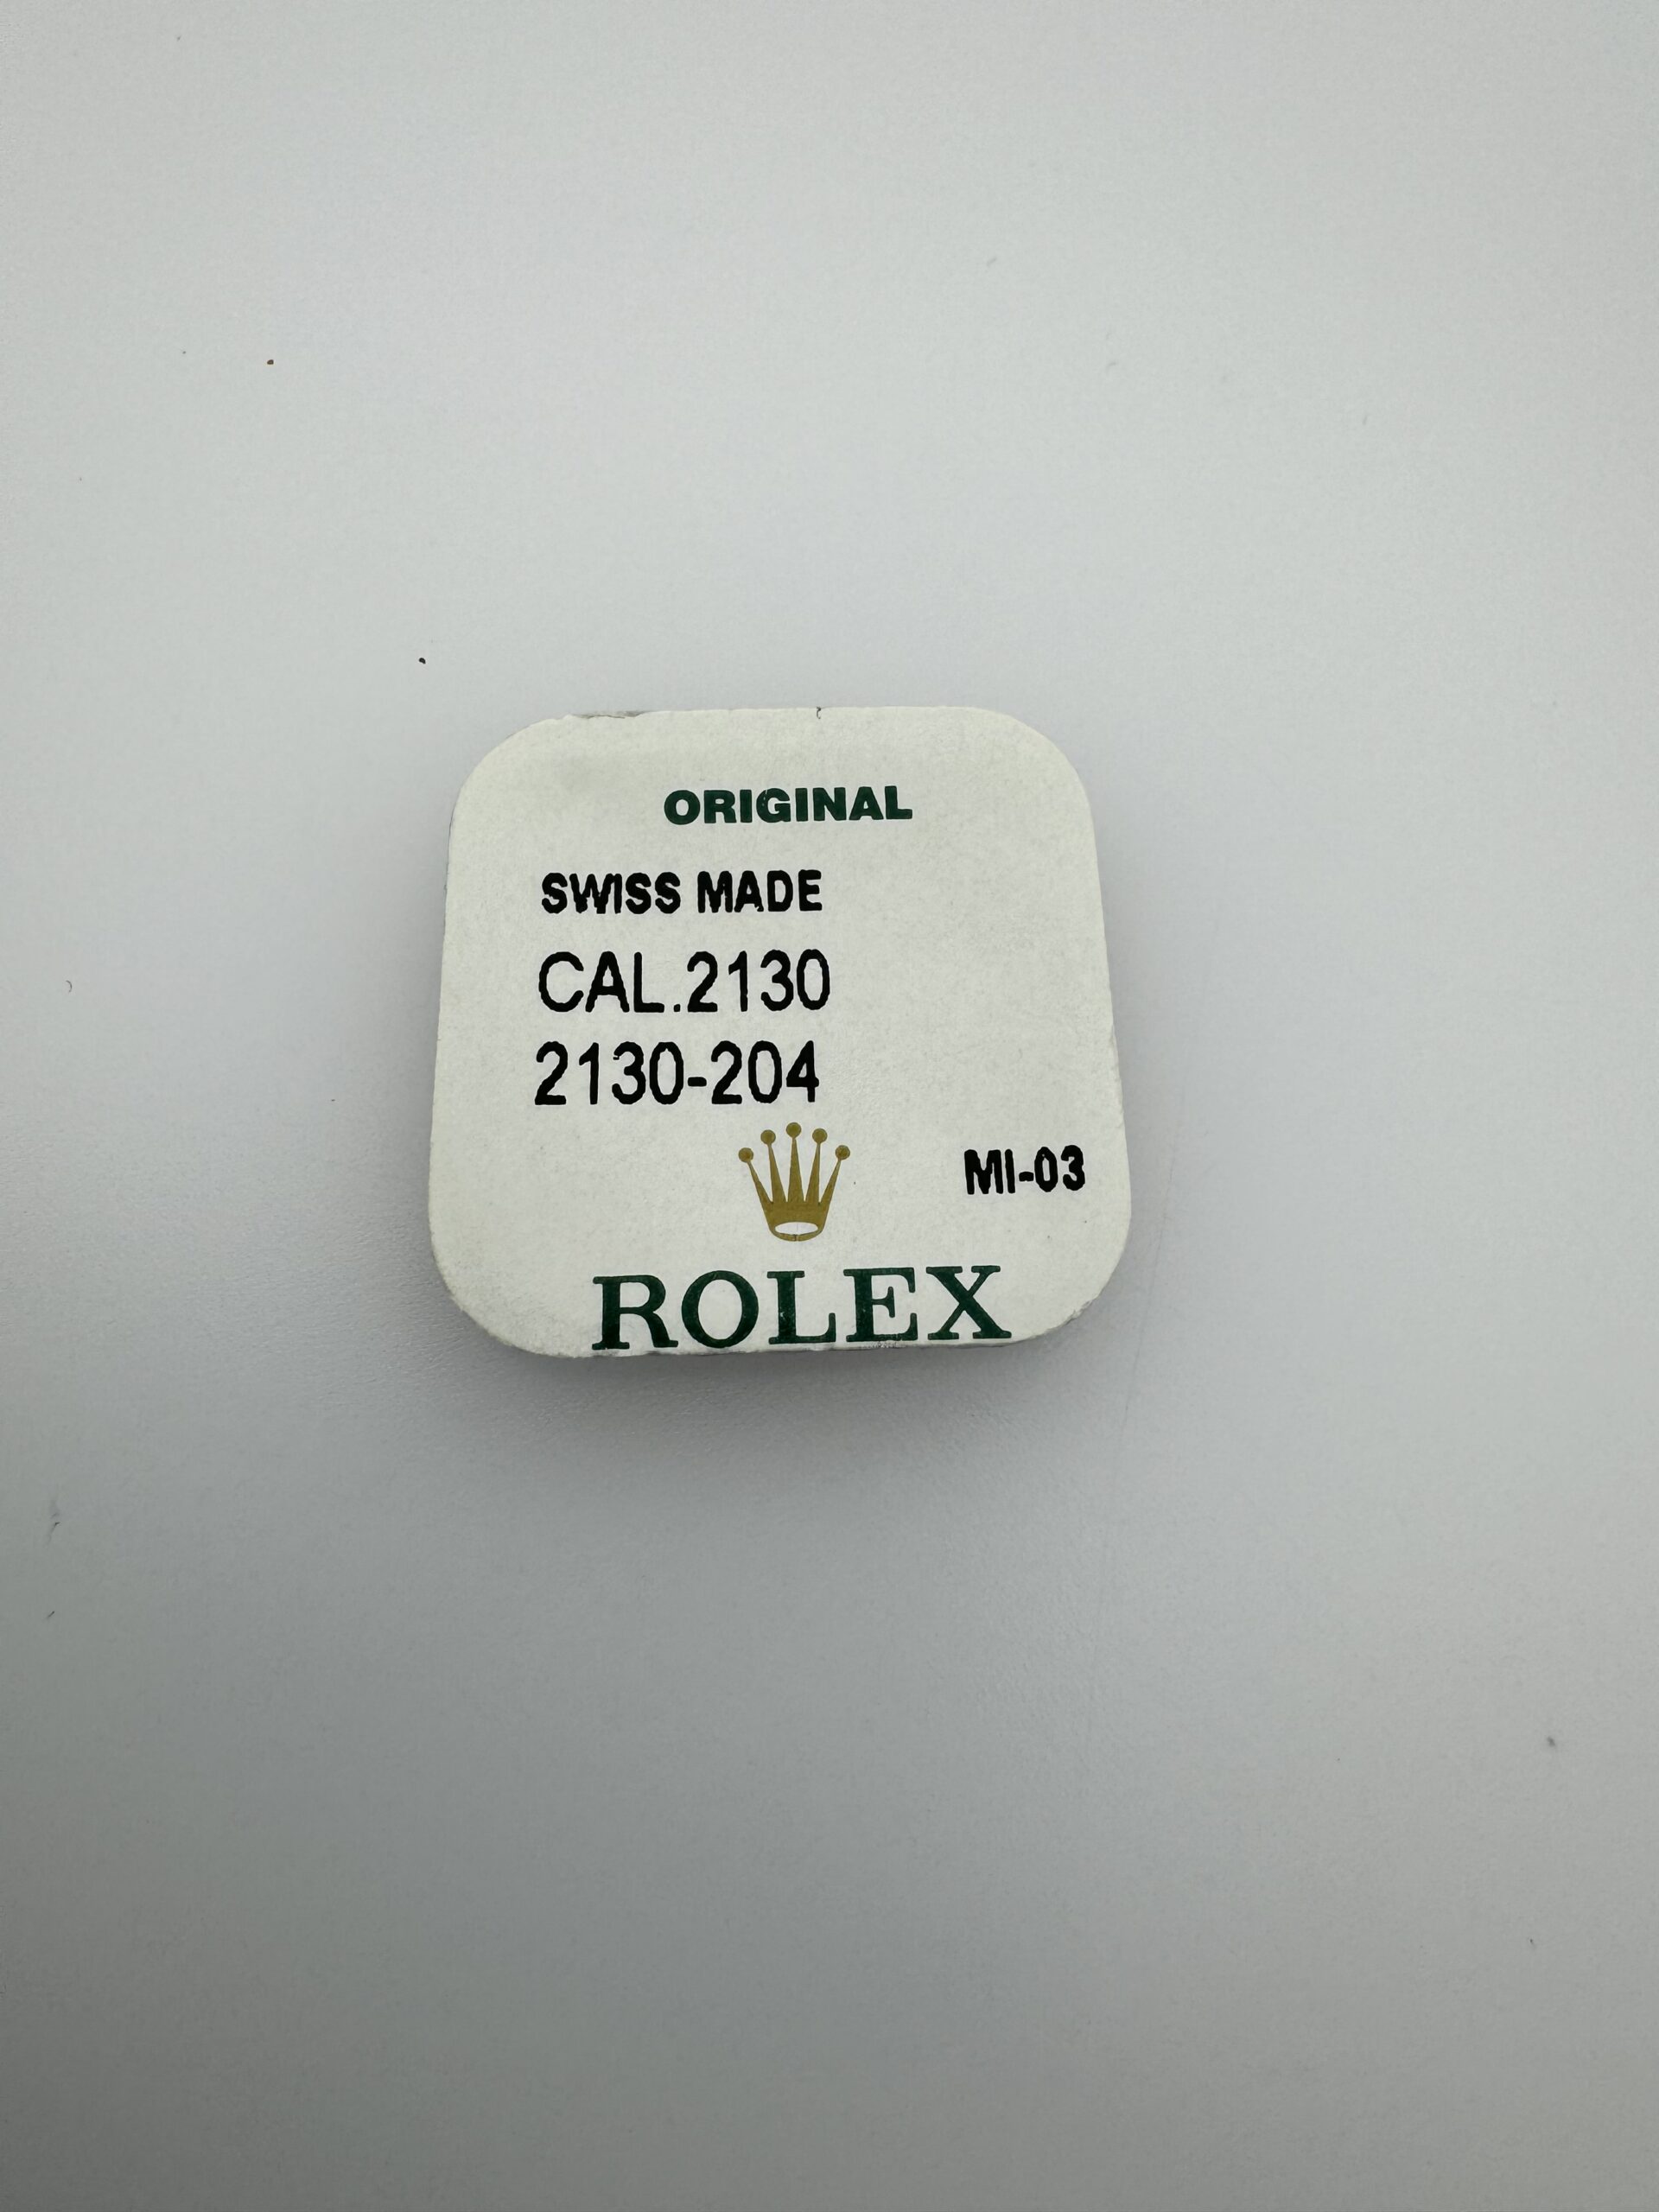 ORIGINAL
SWISS MADE
CAL.2130
2130-204
MI-03
ROLEX